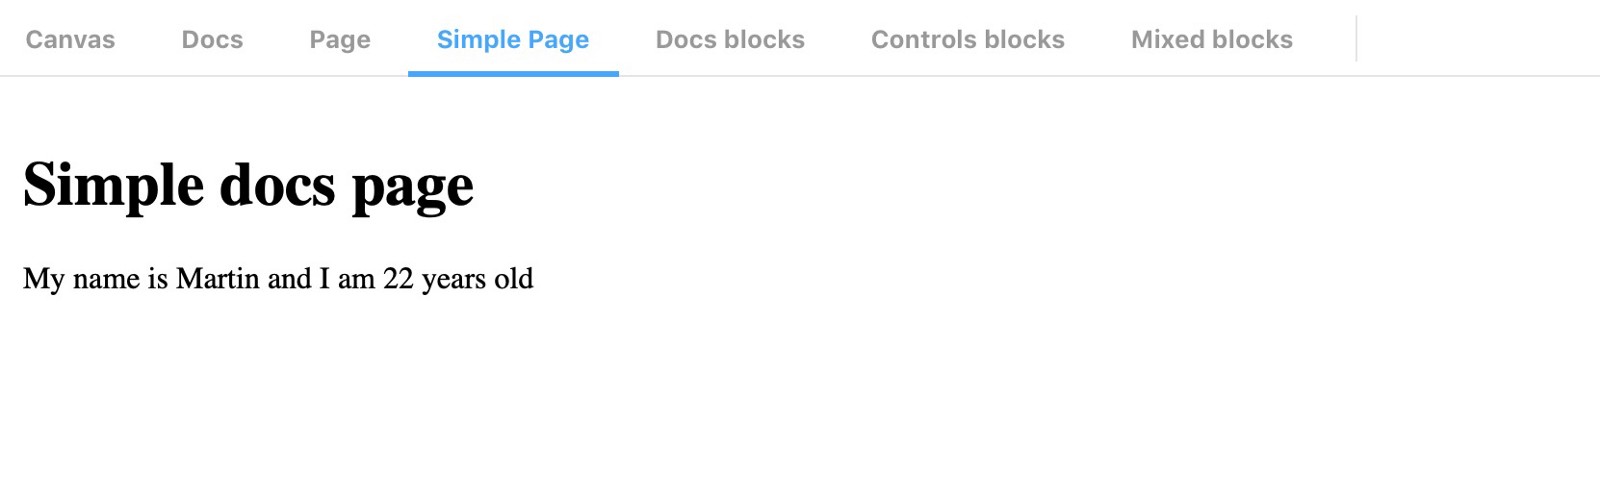 Canvas Docs Page Simple Page Docs blocks Controls blocks Mixed blocks
Simple docs page
My name is Martin and I am 22 years old